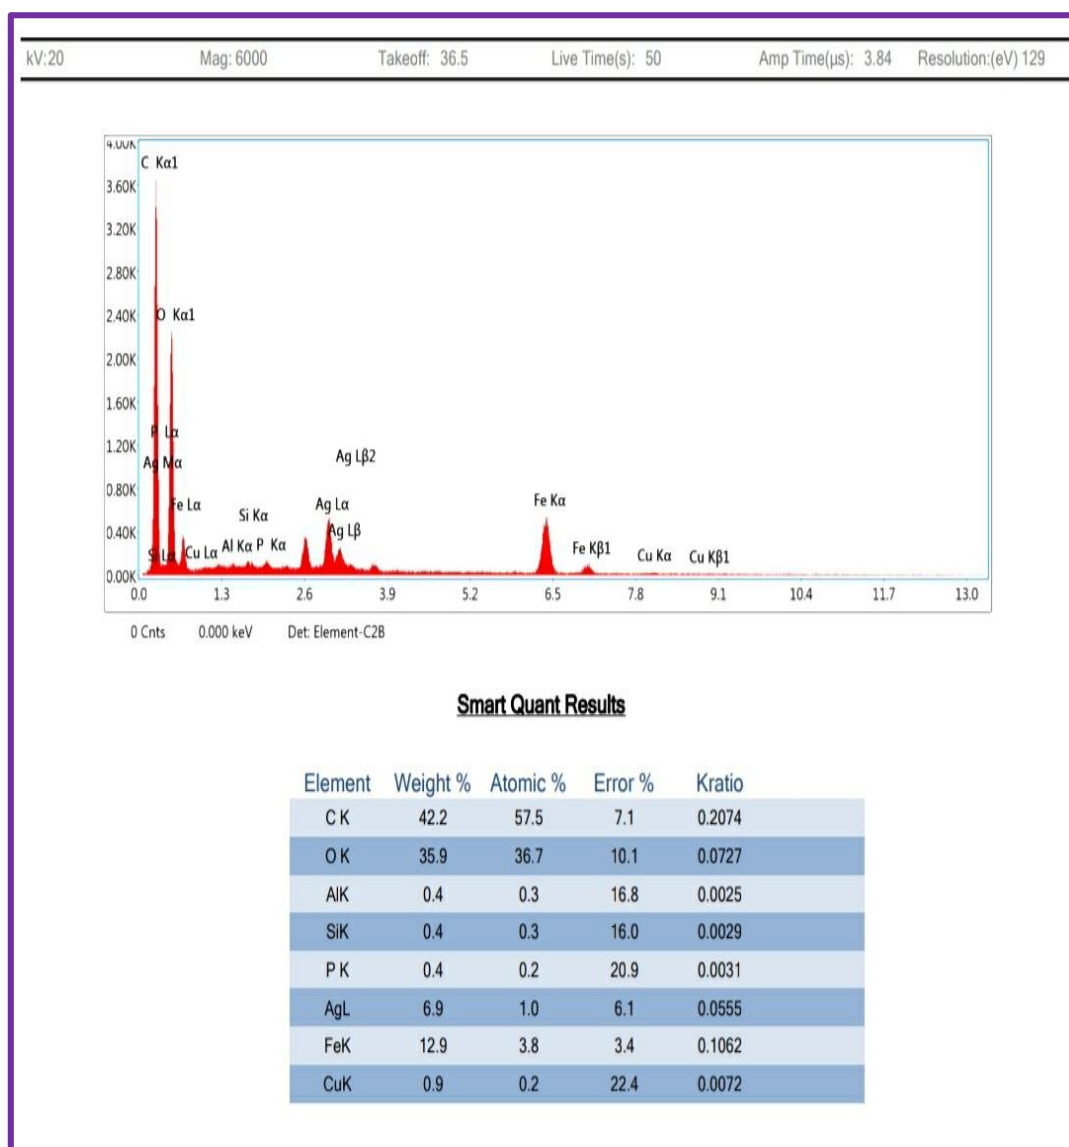 kV:20 Mag: 6000 Takeoff: 36.5 Live Time(s): 50 Amp Time(µs): 3.84 Resolution:(eV) 129
4.00K
C Kα1
3.60K
3.20K
2.80K
2.40K O Kα1
2.00K
1.60K
1.20K P Lα
Ag Lβ2
Ag Mα
0.80K
Fe Lα Ag Lα Fe Kα
Si Kα
0.40K Ag Lβ
Si Lα Cu Lα Al Kα P Kα Fe Kβ1 Cu Kα Cu Kβ1
0.00K
0.0 1.3 2.6 3.9 5.2 6.5 7.8 9.1 10.4 11.7 13.0
0 Cnts 0.000 keV Det: Element-C2B
Smart Quant Results
Element Weight % Atomic % Error % Kratio
C K 42.2 57.5 7.1 0.2074
O K 35.9 36.7 10.1 0.0727
AlK 0.4 0.3 16.8 0.0025
SiK 0.4 0.3 16.0 0.0029
P K 0.4 0.2 20.9 0.0031
AgL 6.9 1.0 6.1 0.0555
FeK 12.9 3.8 3.4 0.1062
CuK 0.9 0.2 22.4 0.0072